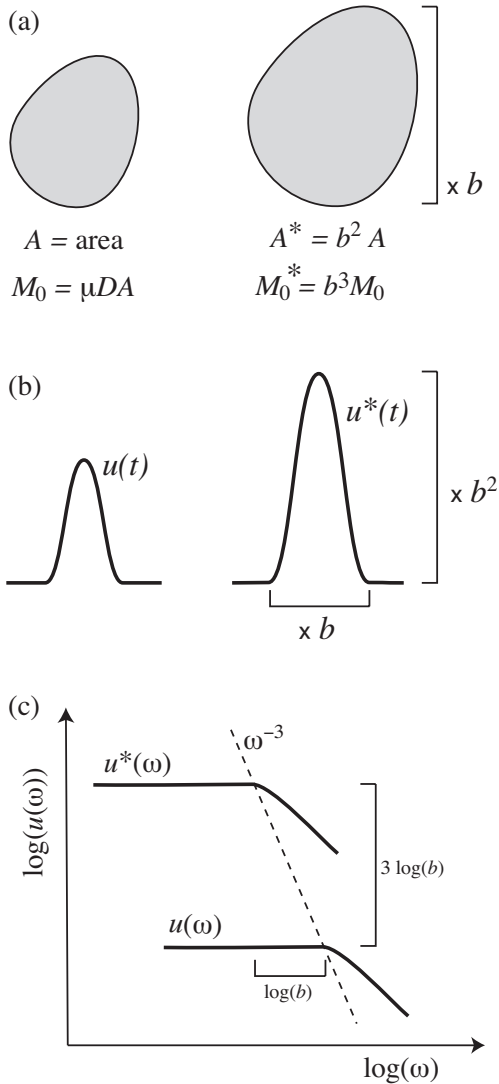 (a)
× b
A = area
A* = b² A
M₀ = μDA
M₀* = b³M₀
(b)
u(t)
u*(t)
× b²
× b
(c)
log(u(ω))
u*(ω)
ω⁻³
3 log(b)
u(ω)
log(b)
log(ω)